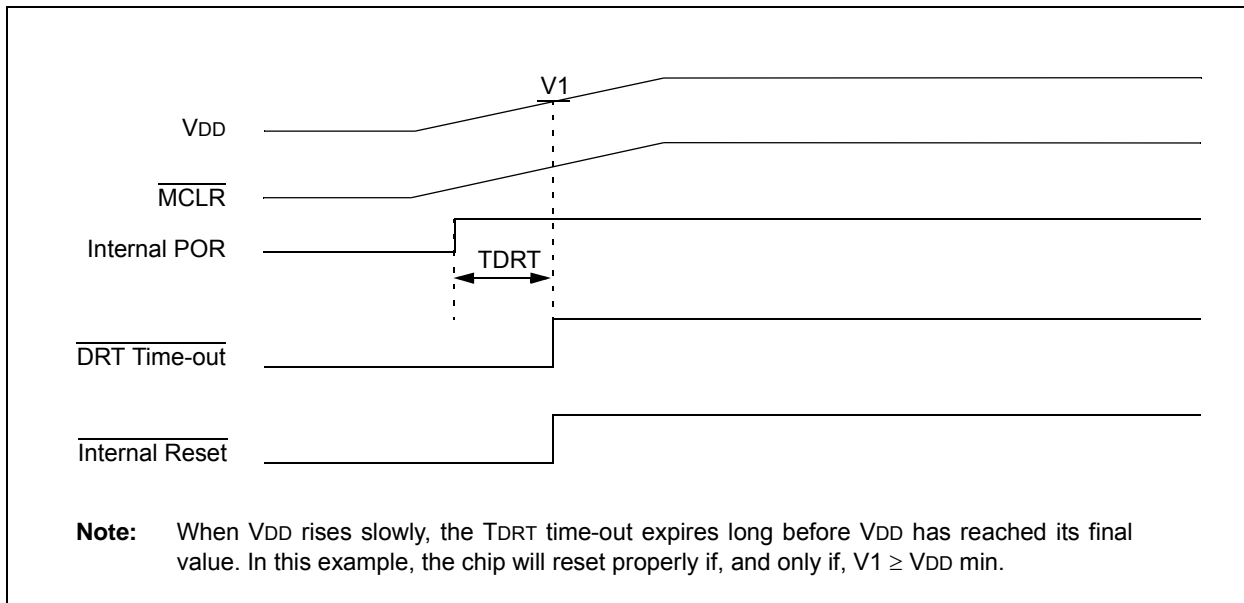 V1
VDD
MCLR
Internal POR
TDRT
DRT Time-out
Internal Reset
Note: When VDD rises slowly, the TDRT time-out expires long before VDD has reached its final
value. In this example, the chip will reset properly if, and only if, V1 ≥ VDD min.